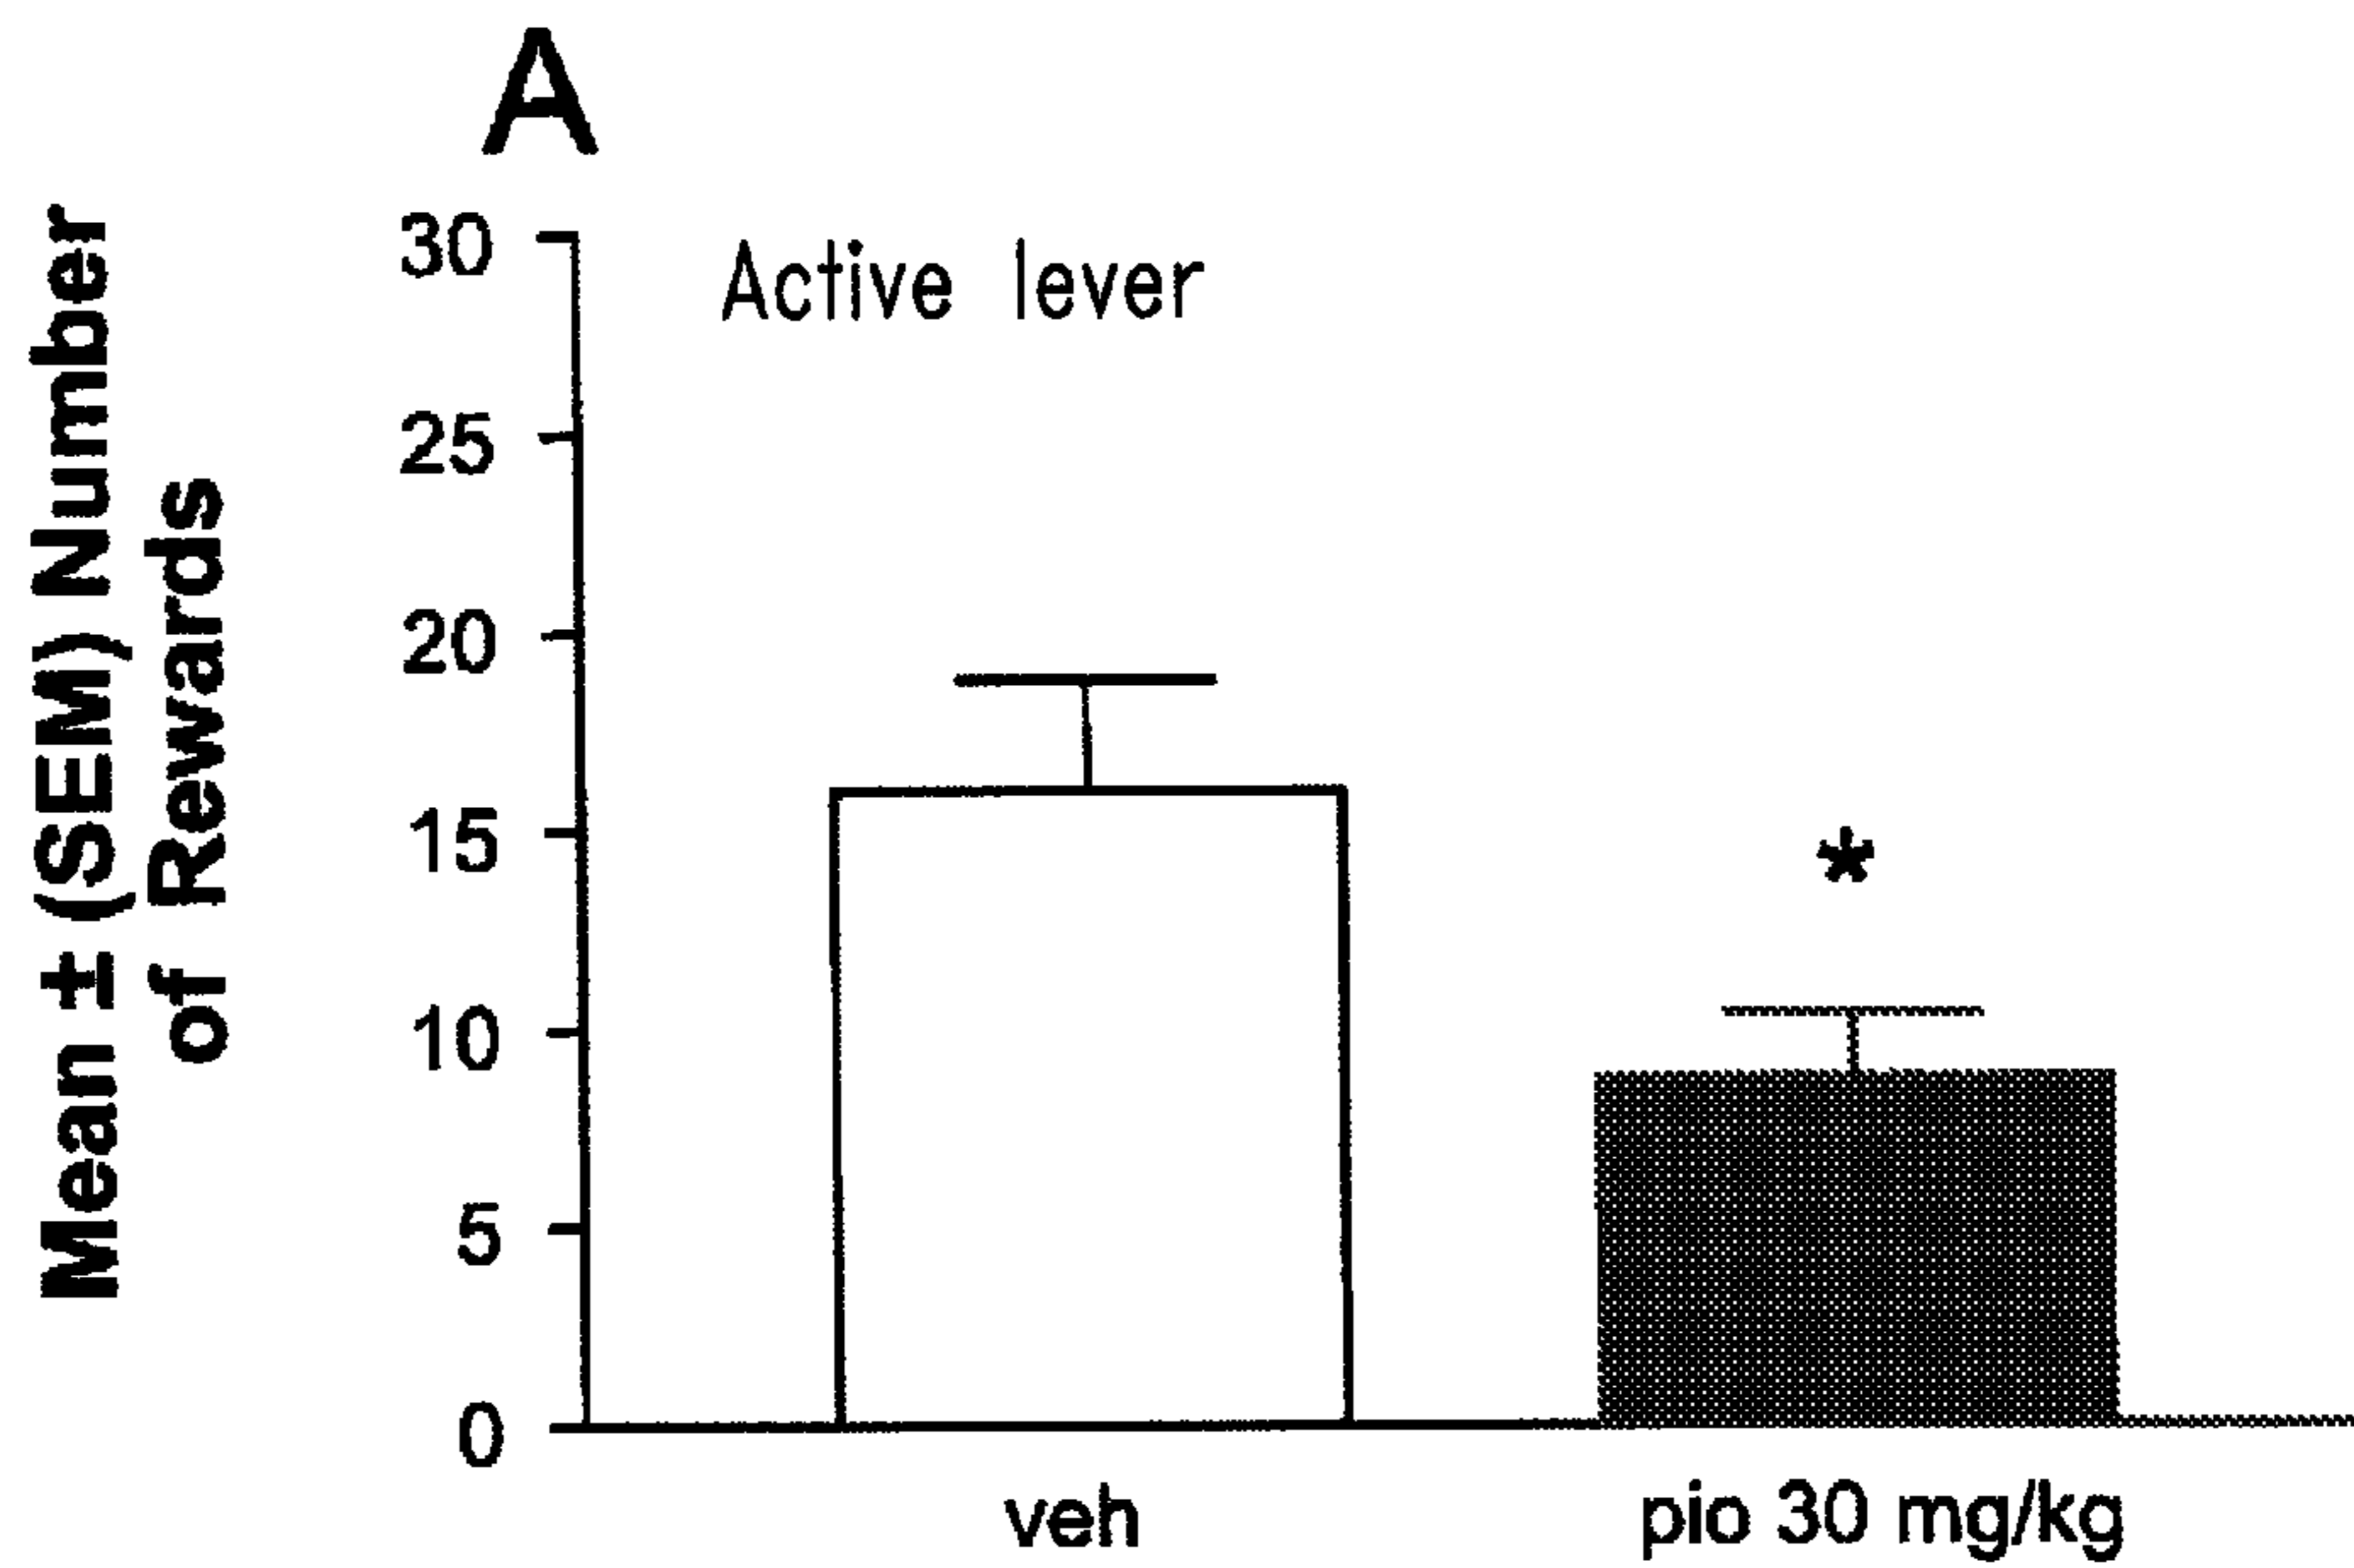 A
Mean ± (SEM) Number
of Rewards
30
25
20
15
10
5
0
Active lever
*
veh
pio 30 mg/kg